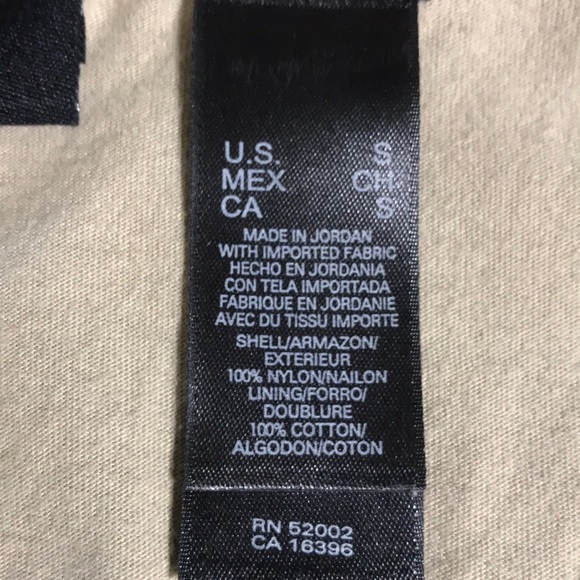 U.S. S
MEX CH
CA S
MADE IN JORDAN
WITH IMPORTED FABRIC
HECHO EN JORDANIA
CON TELA IMPORTADA
FABRIQUE EN JORDANIE
AVEC DU TISSU IMPORTE
SHELL/ARMAZON/
EXTERIEUR
100% NYLON/NAILON
LINING/FORRO/
DOUBLURE
100% COTTON/
ALGODON/COTON
RN 52002
CA 16396